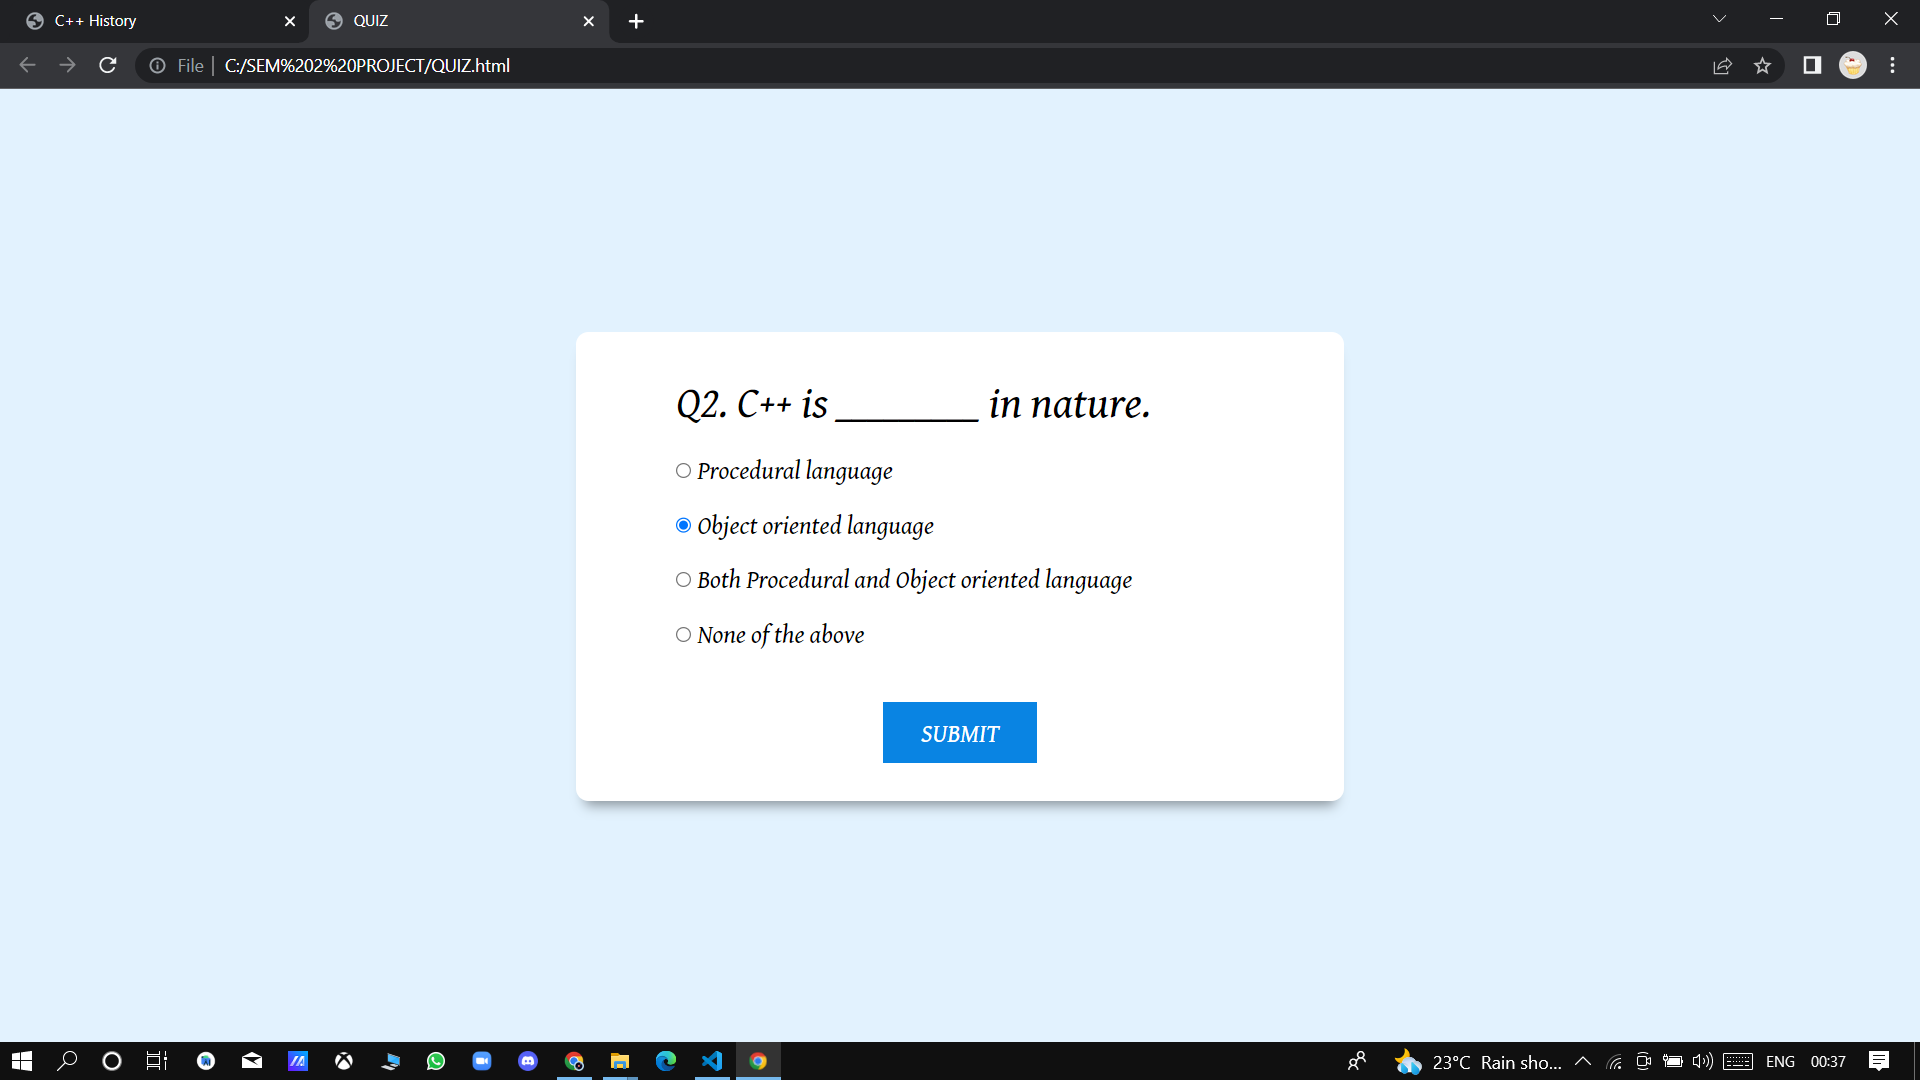 C++ History
QUIZ
File | C:/SEM%202%20PROJECT/QUIZ.html
Q2. C++ is ________ in nature.
Procedural language
Object oriented language
Both Procedural and Object oriented language
None of the above
SUBMIT
23°C Rain sho... ENG 00:37